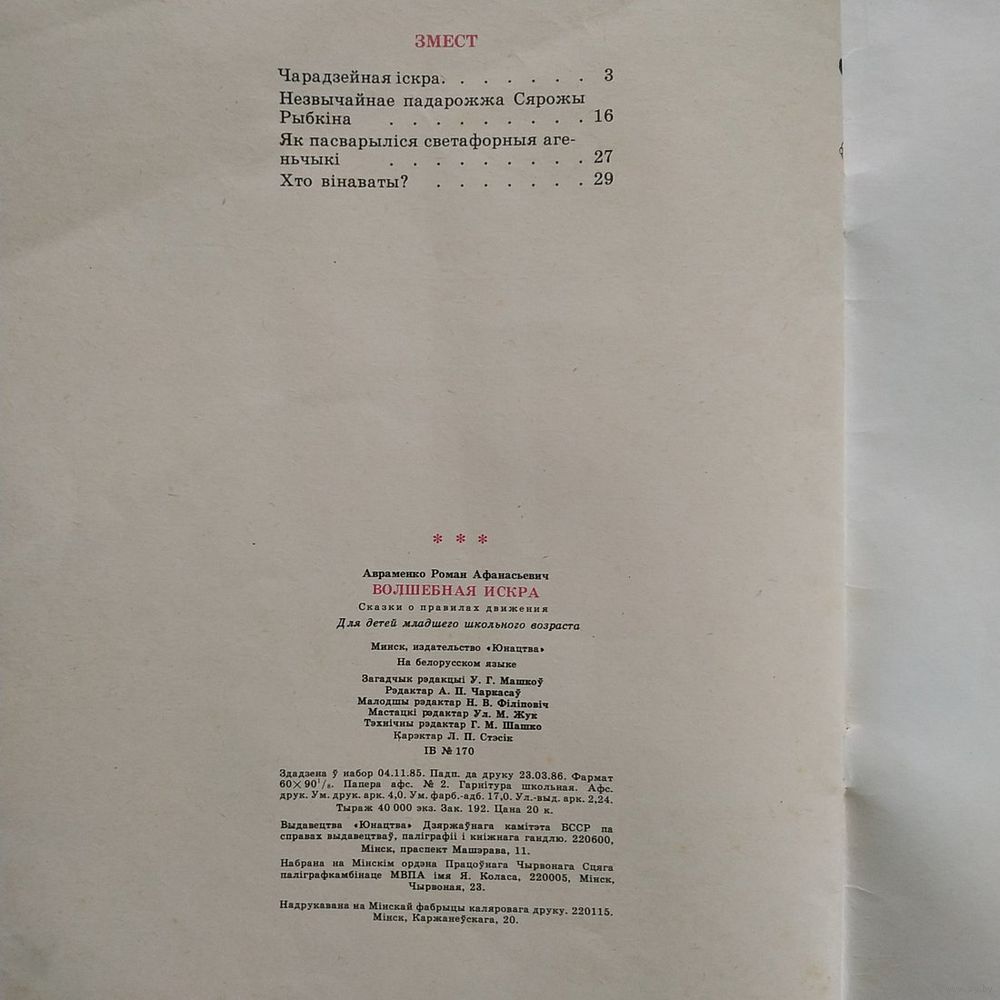 ЗМЕСТ
Чарадзейная іскра. . . . . . . 3
Незвычайнае падарожжа Сярожы
Рыбкіна . . . . . . . . . 16
Як пасварыліся светафорныя аге-
ньчыкі . . . . . . . . . 27
Хто вінаваты? . . . . . . . 29
* * *
Авраменко Роман Афанасьевич
ВОЛШЕБНАЯ ИСКРА
Сказки о правилах движения
Для детей младшего школьного возраста
Минск, издательство «Юнацтва»
На белорусском языке
Загадчык рэдакцыі У. Г. Машкоў
Рэдактар А. П. Чаркасаў
Малодшы рэдактар Н. В. Філіповіч
Мастацкі рэдактар Ул. М. Жук
Тэхнічны рэдактар Г. М. Шашко
Карэктар Л. П. Стэсік
ІБ № 170
Здадзена ў набор 04.11.85. Падп. да друку 23.03.86. Фармат
60×90¹/₈. Папера афс. № 2. Гарнітура школьная. Афс.
друк. Ум. друк. арк. 4,0. Ум. фарб.-адб. 17,0. Ул.-выд. арк. 2,24.
Тыраж 40 000 экз. Зак. 192. Цана 20 к.
Выдавецтва «Юнацтва» Дзяржаўнага камітэта БССР па
справах выдавецтваў, паліграфіі і кніжнага гандлю. 220600,
Мінск, праспект Машэрава, 11.
Набрана на Мінскім ордэна Працоўнага Чырвонага Сцяга
паліграфкамбінаце МВПА імя Я. Коласа, 220005, Мінск,
Чырвоная, 23.
Надрукавана на Мінскай фабрыцы каляровага друку. 220115.
Мінск, Каржанеўскага, 20.